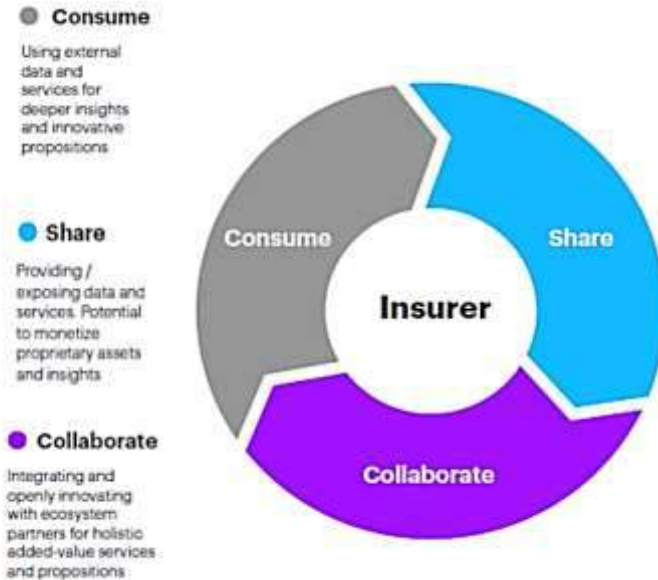 Consume
Using external
data and
services for
deeper insights
and innovative
propositions
Share
Providing /
exposing data and
services. Potential
to monetize
proprietary assets
and insights
Collaborate
Integrating and
openly innovating
with ecosystem
partners for holistic
added-value services
and propositions
Consume
Share
Insurer
Collaborate